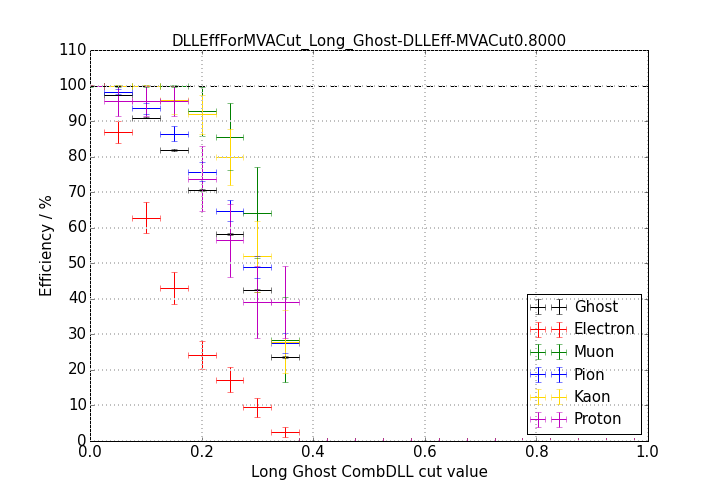 DLLEffForMVACut_Long_Ghost-DLLEff-MVACut0.8000
110
100
90
80
70
60
50
40
30
20
10
0
Efficiency / %
0.0 0.2 0.4 0.6 0.8 1.0
Long Ghost CombDLL cut value
Ghost
Electron
Muon
Pion
Kaon
Proton